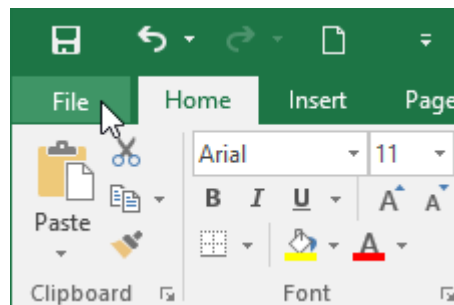 File Home Insert Page
Arial 11
B I U A A
Paste
A
Clipboard Font